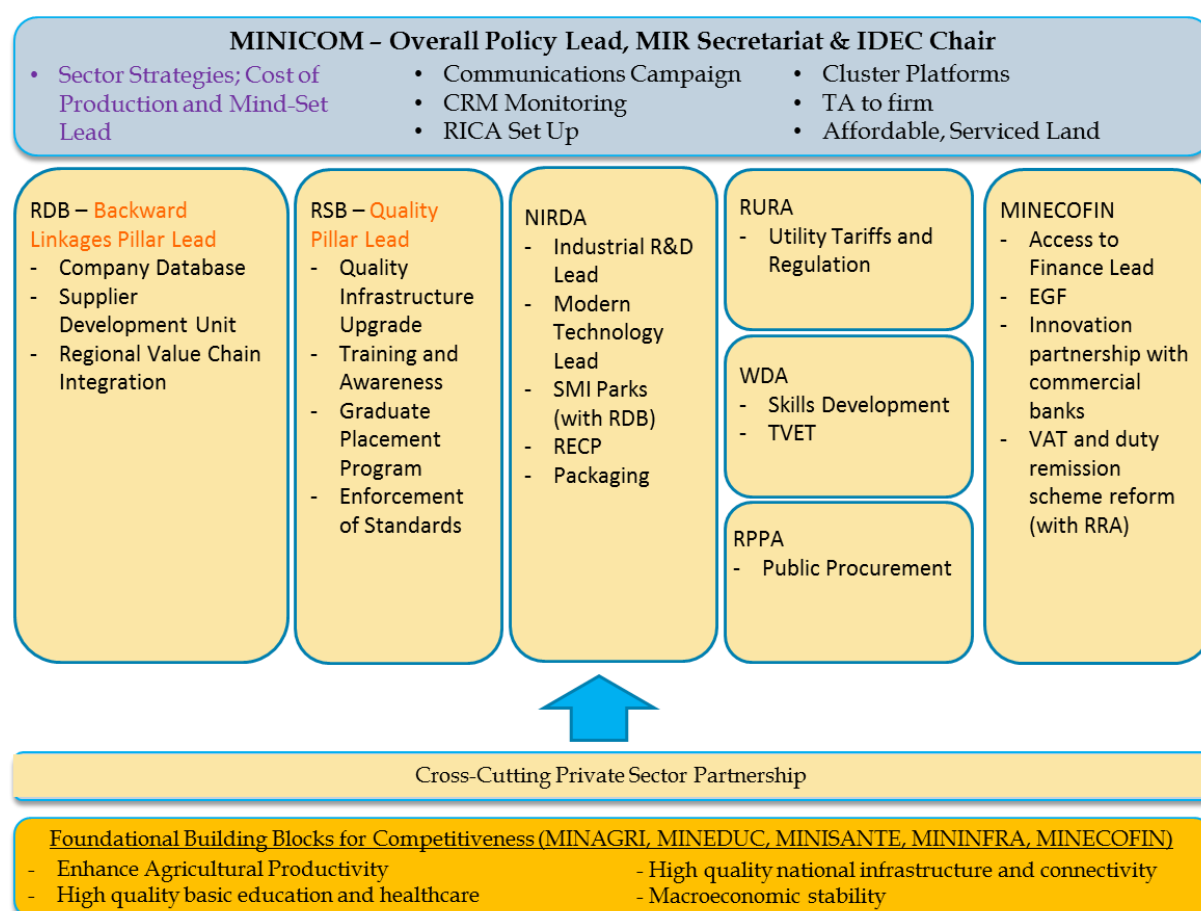 MINICOM – Overall Policy Lead, MIR Secretariat & IDEC Chair
• Sector Strategies; Cost of
Production and Mind-Set
Lead
• Communications Campaign
• CRM Monitoring
• RICA Set Up
• Cluster Platforms
• TA to firm
• Affordable, Serviced Land
RDB – Backward
Linkages Pillar Lead
- Company Database
- Supplier
Development Unit
- Regional Value Chain
Integration
RSB – Quality
Pillar Lead
- Quality
Infrastructure
Upgrade
- Training and
Awareness
- Graduate
Placement
Program
- Enforcement
of Standards
NIRDA
- Industrial R&D
Lead
- Modern
Technology
Lead
- SMI Parks
(with RDB)
- RECP
- Packaging
RURA
- Utility Tariffs and
Regulation
WDA
- Skills Development
- TVET
RPPA
- Public Procurement
MINECOFIN
- Access to
Finance Lead
- EGF
- Innovation
partnership with
commercial
banks
- VAT and duty
remission
scheme reform
(with RRA)
Cross-Cutting Private Sector Partnership
Foundational Building Blocks for Competitiveness (MINAGRI, MINEDUC, MINISANTE, MININFRA, MINECOFIN)
- Enhance Agricultural Productivity
- High quality basic education and healthcare
- High quality national infrastructure and connectivity
- Macroeconomic stability